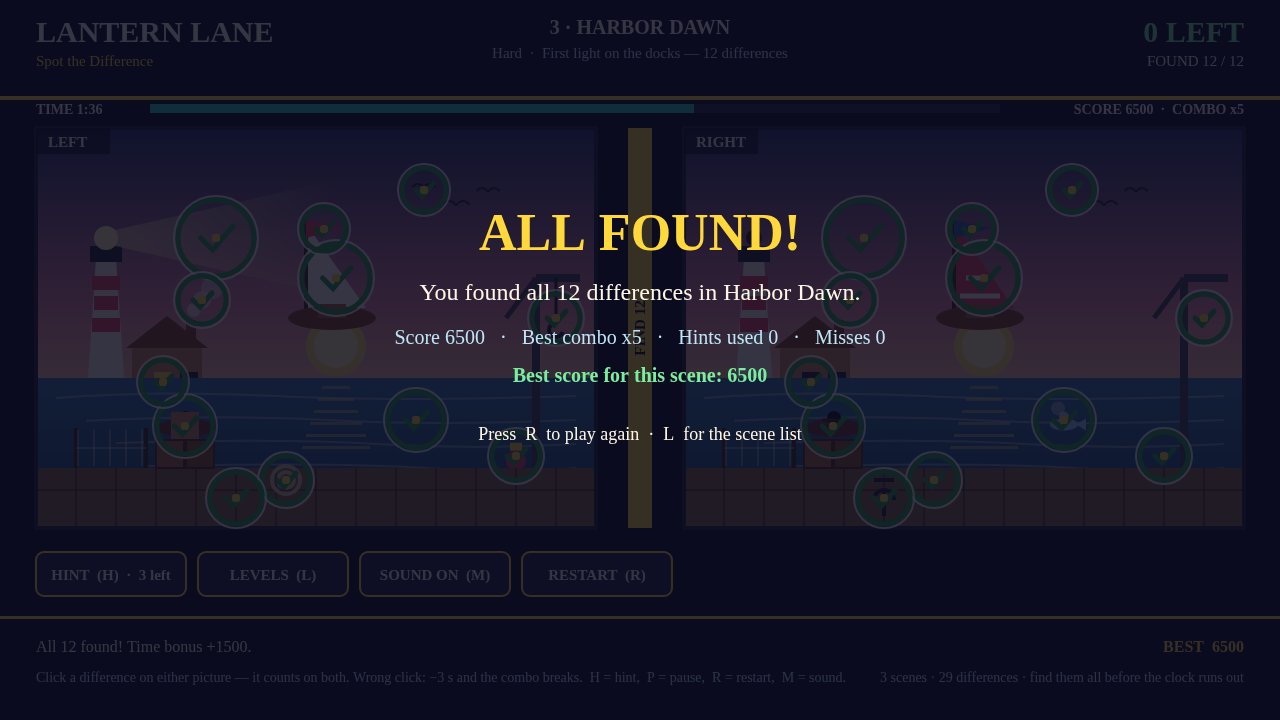 LANTERN LANE
Spot the Difference
3 · HARBOR DAWN
Hard · First light on the docks — 12 differences
0 LEFT
FOUND 12 / 12
TIME 1:36
SCORE 6500 · COMBO x5
LEFT
RIGHT
ALL FOUND!
You found all 12 differences in Harbor Dawn.
Score 6500 · Best combo x5 · Hints used 0 · Misses 0
FIND 12
Best score for this scene: 6500
Press R to play again · L for the scene list
HINT (H) · 3 left
LEVELS (L)
SOUND ON (M)
RESTART (R)
All 12 found! Time bonus +1500.
BEST 6500
Click a difference on either picture — it counts on both. Wrong click: −3 s and the combo breaks. H = hint, P = pause, R = restart, M = sound.
3 scenes · 29 differences · find them all before the clock runs out